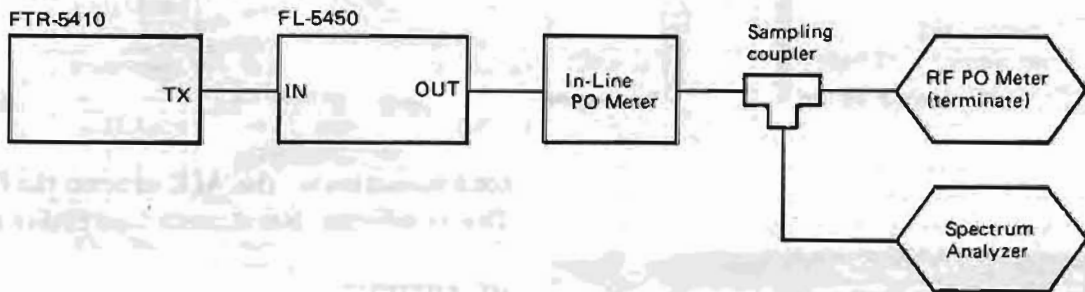 FTR-5410
FL-5450
TX
IN
OUT
In-Line
PO Meter
Sampling
coupler
RF PO Meter
(terminate)
Spectrum
Analyzer